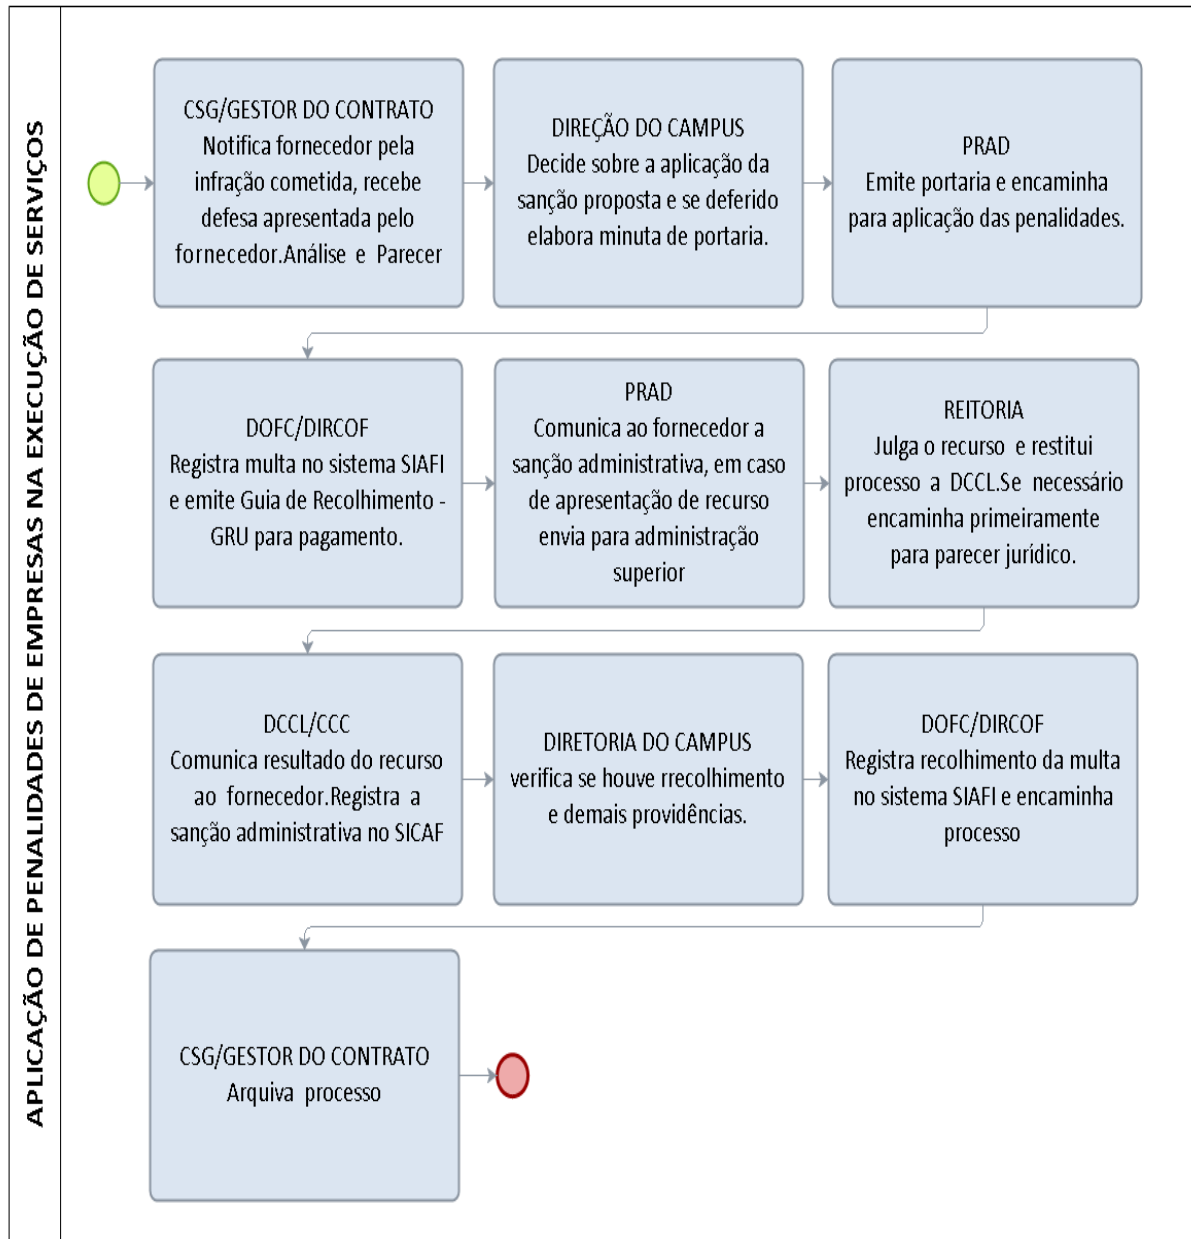 APLICAÇÃO DE PENALIDADES DE EMPRESAS NA EXECUÇÃO DE SERVIÇOS
CSG/GESTOR DO CONTRATO
Notifica fornecedor pela
infração cometida, recebe
defesa apresentada pelo
fornecedor.Análise e Parecer
DIREÇÃO DO CAMPUS
Decide sobre a aplicação da
sanção proposta e se deferido
elabora minuta de portaria.
PRAD
Emite portaria e encaminha
para aplicação das penalidades.
DOFC/DIRCOF
Registra multa no sistema SIAFI
e emite Guia de Recolhimento -
GRU para pagamento.
PRAD
Comunica ao fornecedor a
sanção administrativa, em caso
de apresentação de recurso
envia para administração
superior
REITORIA
Julga o recurso e restitui
processo a DCCL.Se necessário
encaminha primeiramente
para parecer jurídico.
DCCL/CCC
Comunica resultado do recurso
ao fornecedor.Registra a
sanção administrativa no SICAF
DIRETORIA DO CAMPUS
verifica se houve rrecolhimento
e demais providências.
DOFC/DIRCOF
Registra recolhimento da multa
no sistema SIAFI e encaminha
processo
CSG/GESTOR DO CONTRATO
Arquiva processo